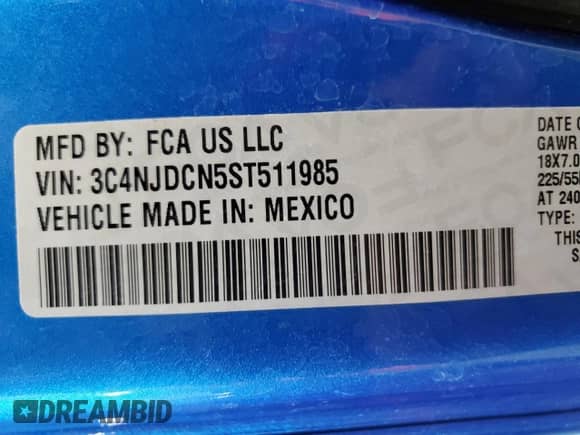 MFD BY: FCA US LLC
VIN: 3C4NJDCN5ST511985
VEHICLE MADE IN: MEXICO
DATE O
GAWR
18X7.0
225/55
AT 240
TYPE:
THIS
S
DREAMBID